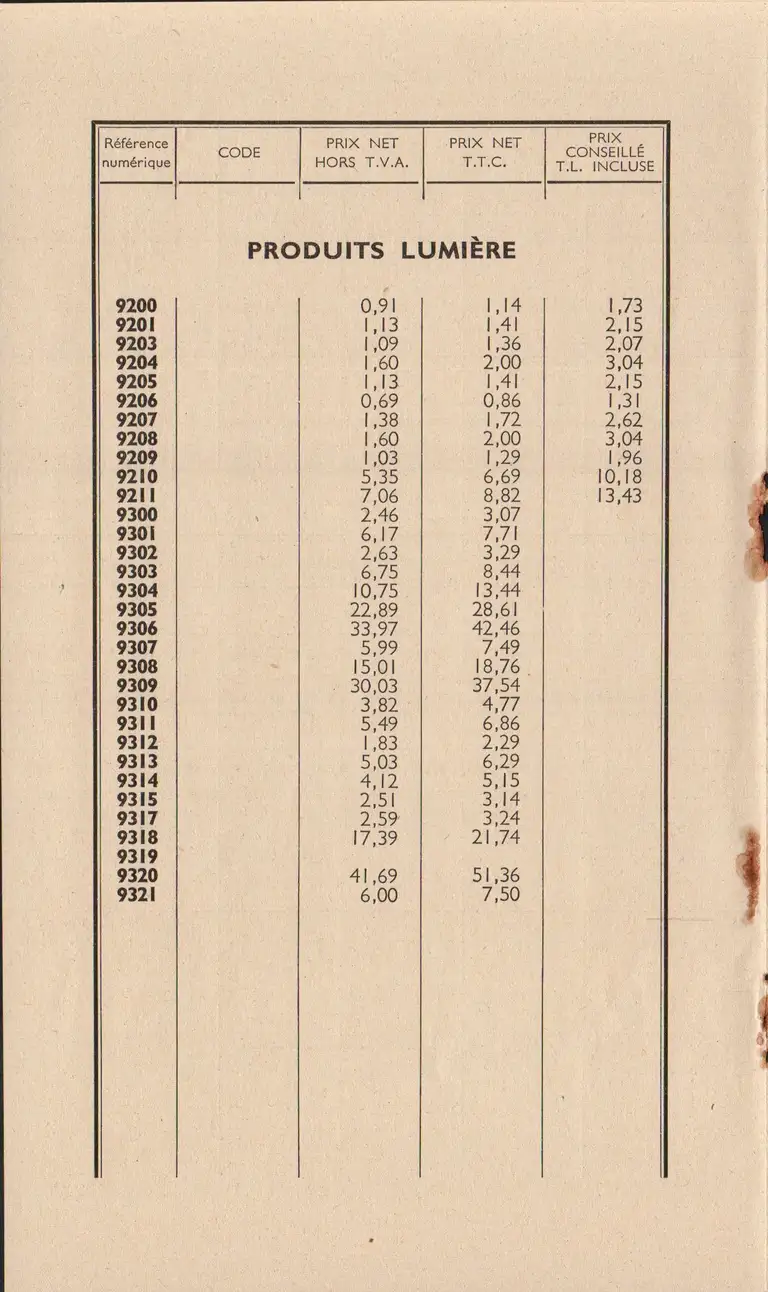 Référence numérique CODE PRIX NET HORS T.V.A. PRIX NET T.T.C. PRIX CONSEILLÉ T.L. INCLUSE
PRODUITS LUMIÈRE
9200 0,91 1,14 1,73
9201 1,13 1,41 2,15
9203 1,09 1,36 2,07
9204 1,60 2,00 3,04
9205 1,13 1,41 2,15
9206 0,69 0,86 1,31
9207 1,38 1,72 2,62
9208 1,60 2,00 3,04
9209 1,03 1,29 1,96
9210 5,35 6,69 10,18
9211 7,06 8,82 13,43
9300 2,46 3,07
9301 6,17 7,71
9302 2,63 3,29
9303 6,75 8,44
9304 10,75 13,44
9305 22,89 28,61
9306 33,97 42,46
9307 5,99 7,49
9308 15,01 18,76
9309 30,03 37,54
9310 3,82 4,77
9311 5,49 6,86
9312 1,83 2,29
9313 5,03 6,29
9314 4,12 5,15
9315 2,51 3,14
9317 2,59 3,24
9318 17,39 21,74
9319
9320 41,69 51,36
9321 6,00 7,50